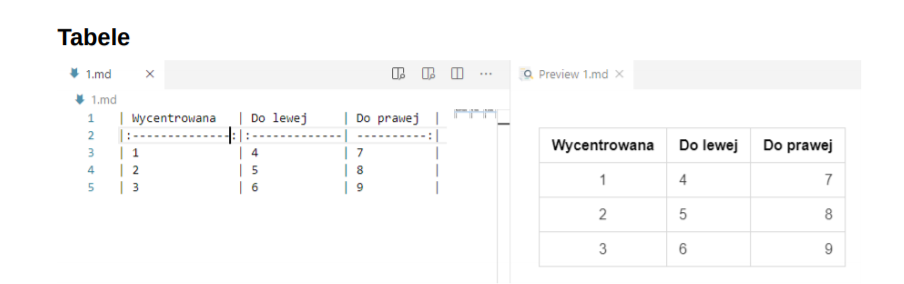 Tabele
1.md
Preview 1.md
1.md
1 | Wycentrowana | Do lewej | Do prawej |
2 |:--------------:|:-------------| ----------:|
3 | 1 | 4 | 7 |
4 | 2 | 5 | 8 |
5 | 3 | 6 | 9 |
Wycentrowana Do lewej Do prawej
1 4 7
2 5 8
3 6 9